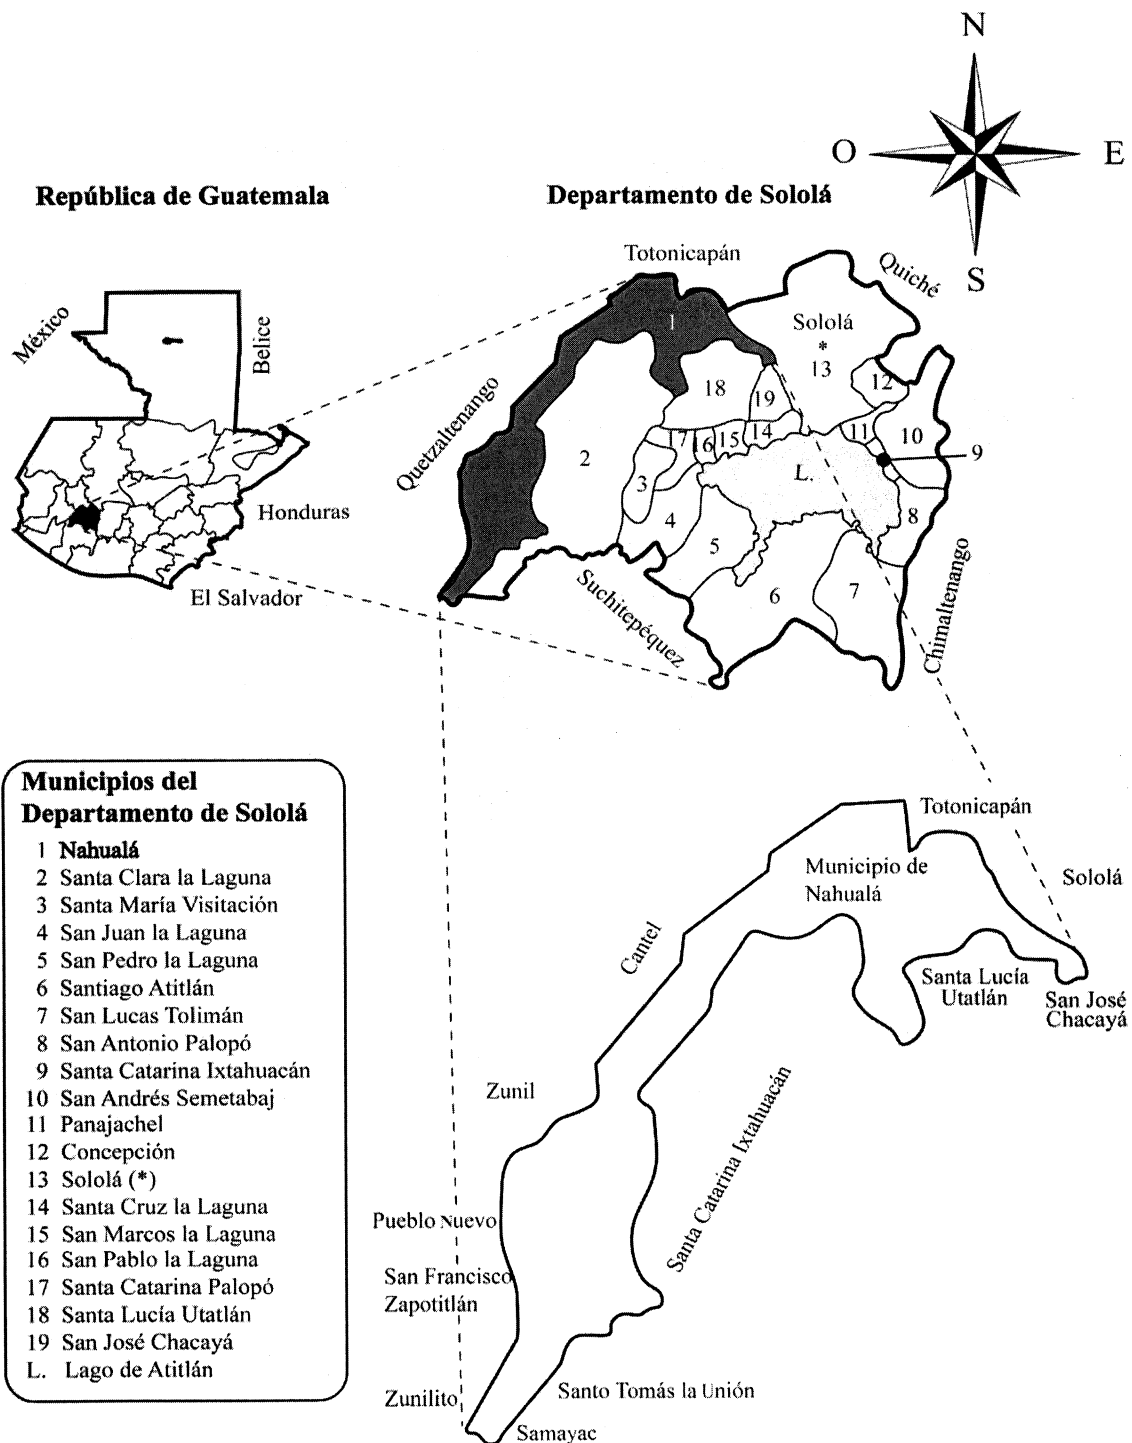 N
O
E
S
República de Guatemala
Departamento de Sololá
México
Belice
Honduras
El Salvador
Totonicapán
Quiché
Quetzaltenango
Suchitepéquez
Chimaltenango
Sololá
*
1
13
12
18
19
2
17
16
15
14
11
10
9
3
L.
4
8
5
6
7
Municipios del
Departamento de Sololá
1 Nahualá
2 Santa Clara la Laguna
3 Santa María Visitación
4 San Juan la Laguna
5 San Pedro la Laguna
6 Santiago Atitlán
7 San Lucas Tolimán
8 San Antonio Palopó
9 Santa Catarina Ixtahuacán
10 San Andrés Semetabaj
11 Panajachel
12 Concepción
13 Sololá (*)
14 Santa Cruz la Laguna
15 San Marcos la Laguna
16 San Pablo la Laguna
17 Santa Catarina Palopó
18 Santa Lucía Utatlán
19 San José Chacayá
L. Lago de Atitlán
Totonicapán
Municipio de
Nahualá
Sololá
Cantel
Santa Lucía
Utatlán
San José
Chacayá
Zunil
Santa Catarina Ixtahuacán
Pueblo Nuevo
San Francisco
Zapotitlán
Zunilito
Santo Tomás la Unión
Samayac